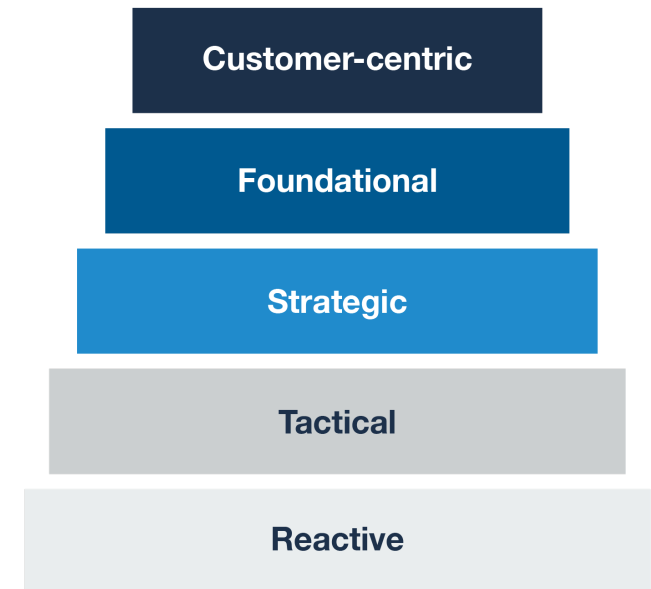 Customer-centric
Foundational
Strategic
Tactical
Reactive